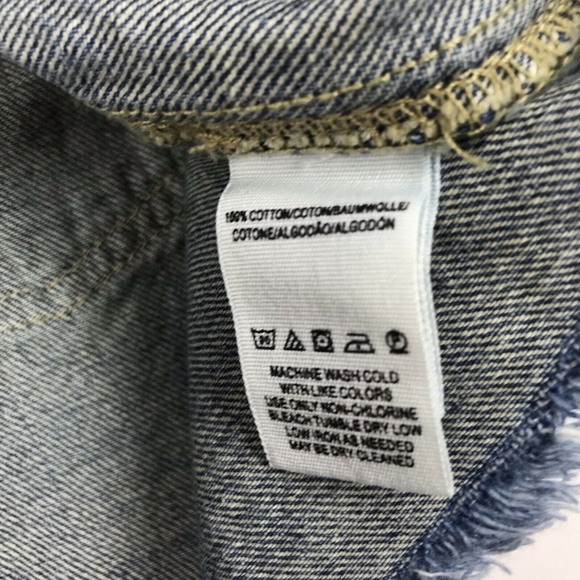 100% COTTON/COTON/BAUMWOLLE/
COTONE/ALGODÃO/ALGODÓN
30
P
MACHINE WASH COLD
WITH LIKE COLORS
USE ONLY NON-CHLORINE
BLEACH TUMBLE DRY LOW
LOW IRON AS NEEDED
MAY BE DRY CLEANED